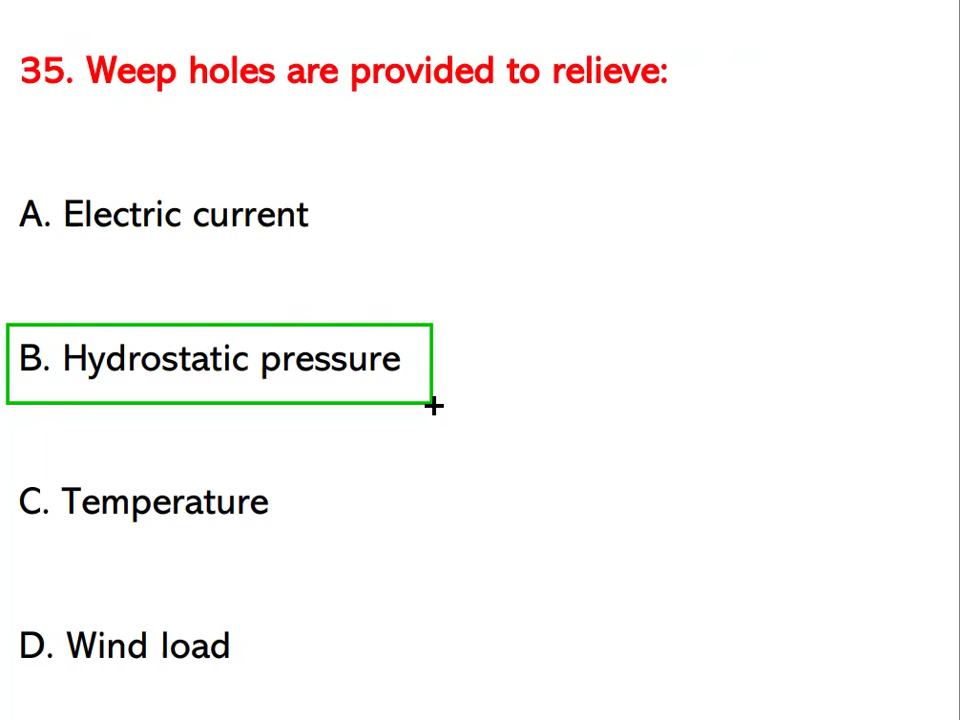 35. Weep holes are provided to relieve:
A. Electric current
B. Hydrostatic pressure
C. Temperature
D. Wind load